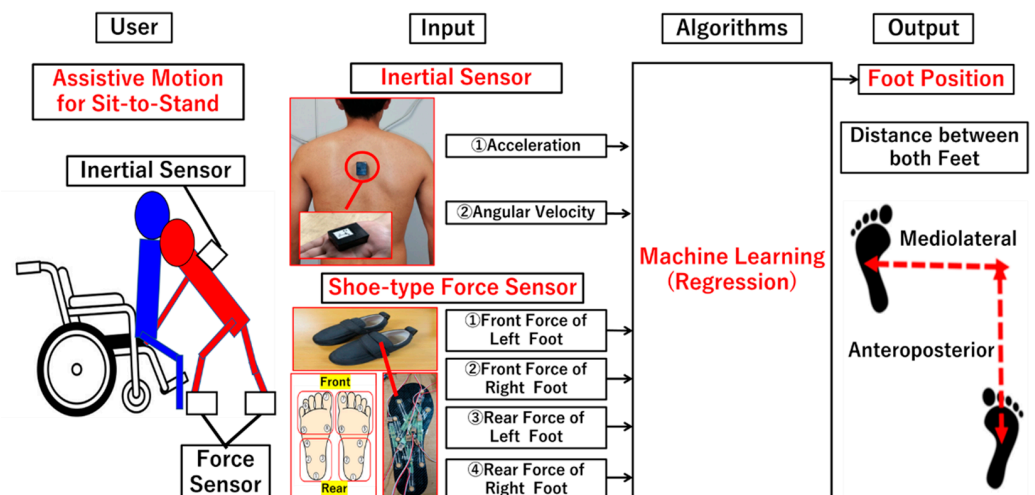 User
Input
Algorithms
Output
Assistive Motion
for Sit-to-Stand
Inertial Sensor
Force
Sensor
Inertial Sensor
①Acceleration
②Angular Velocity
Shoe-type Force Sensor
①Front Force of
Left Foot
②Front Force of
Right Foot
③Rear Force of
Left Foot
④Rear Force of
Right Foot
Front
Rear
Machine Learning
(Regression)
Foot Position
Distance between
both Feet
Mediolateral
Anteroposterior